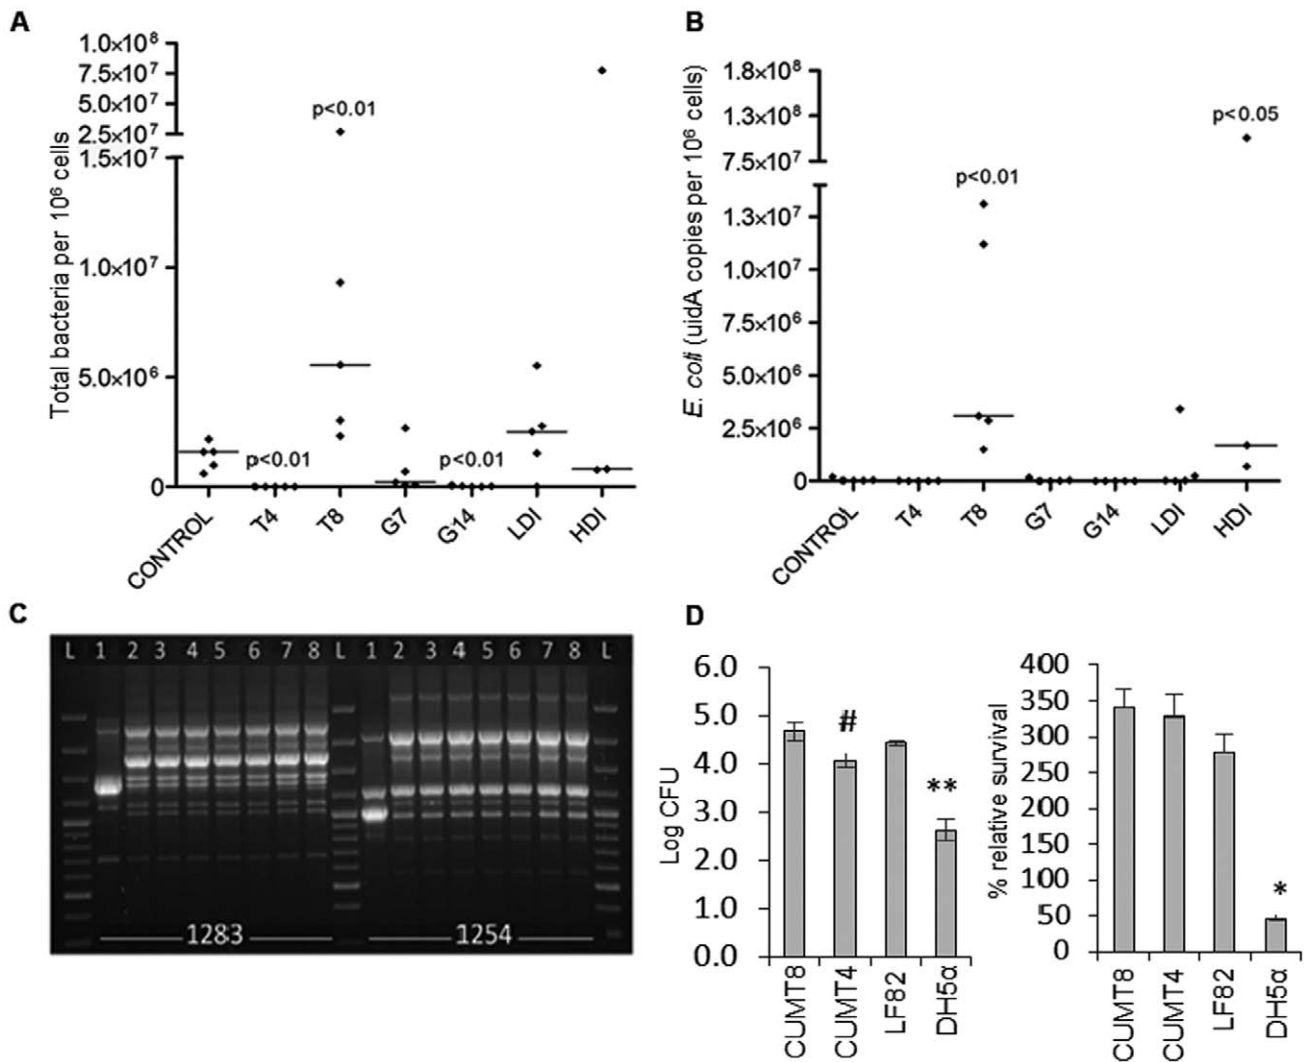 A
Total bacteria per 10⁶ cells
1.0×10⁸
7.5×10⁷
5.0×10⁷
2.5×10⁷
1.5×10⁷
1.0×10⁷
5.0×10⁶
0
p<0.01
p<0.01
p<0.01
CONTROL T4 T8 G7 G14 LDI HDI
B
E. coli (uidA copies per 10⁶ cells)
1.8×10⁸
1.3×10⁸
7.5×10⁷
1.3×10⁷
1.0×10⁷
7.5×10⁶
5.0×10⁶
2.5×10⁶
0
p<0.01
p<0.05
CONTROL T4 T8 G7 G14 LDI HDI
C
L 1 2 3 4 5 6 7 8 L 1 2 3 4 5 6 7 8 L
1283 1254
D
Log CFU
6.0
5.0
4.0
3.0
2.0
1.0
0.0
#
**
CUMT8 CUMT4 LF82 DH5α
% relative survival
400
350
300
250
200
150
100
50
0
*
CUMT8 CUMT4 LF82 DH5α